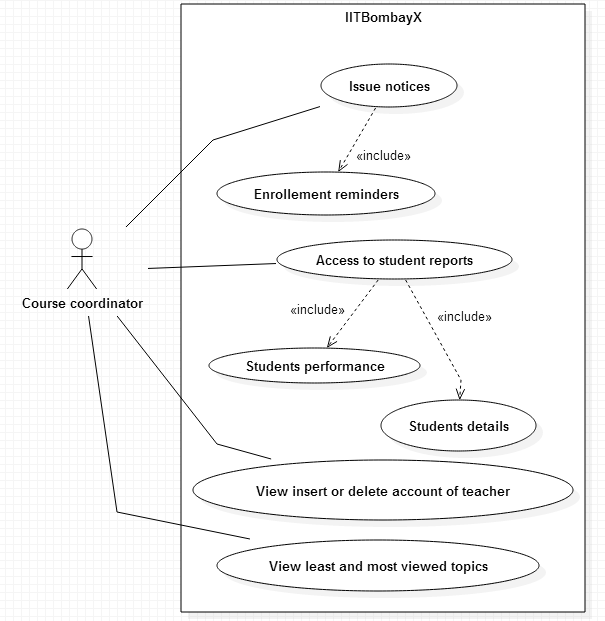 IITBombayX
Issue notices
«include»
Enrollement reminders
Course coordinator
Access to student reports
«include»
«include»
Students performance
Students details
View insert or delete account of teacher
View least and most viewed topics